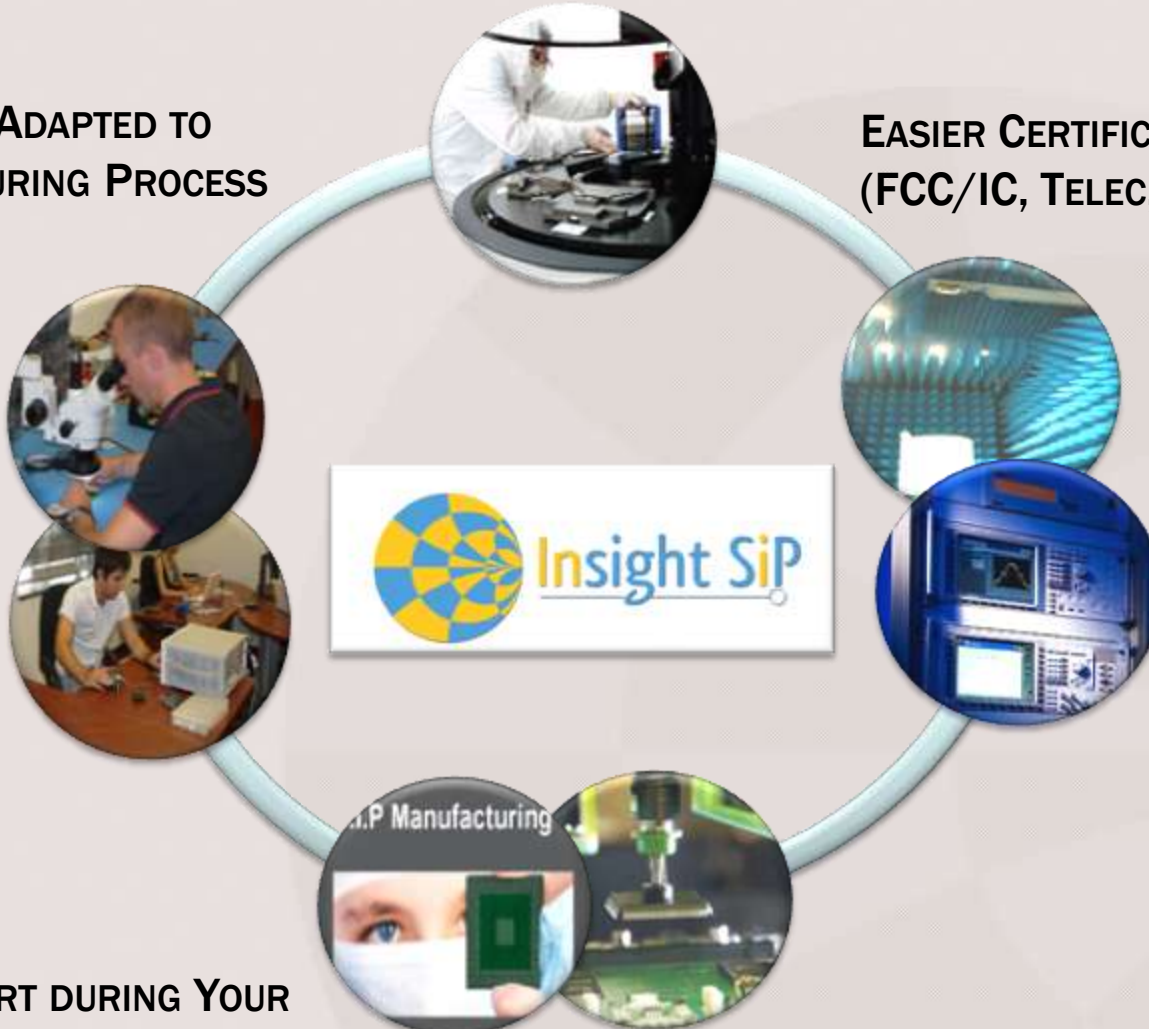 ADAPTED TO
URING PROCESS
EASIER CERTIFIC
(FCC/IC, TELEC
Insight SiP
.I.P Manufacturing
RT DURING YOUR